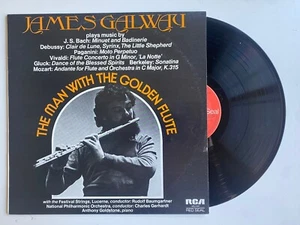 JAMES GALWAY
plays music by
J.S. Bach: Minuet and Badinerie
Debussy: Clair de Lune, Syrinx, The Little Shepherd
Paganini: Moto Perpetuo
Vivaldi: Flute Concerto in G Minor, 'La Notte'
Gluck: Dance of the Blessed Spirits Berkeley: Sonatina
Mozart: Andante for Flute and Orchestra in C Major, K.315
THE MAN WITH THE GOLDEN FLUTE
with the Festival Strings, Lucerne, conductor: Rudolf Baumgartner
National Philharmonic Orchestra, conductor: Charles Gerhardt
Anthony Goldstone, piano
RCA
RED SEAL
Seal